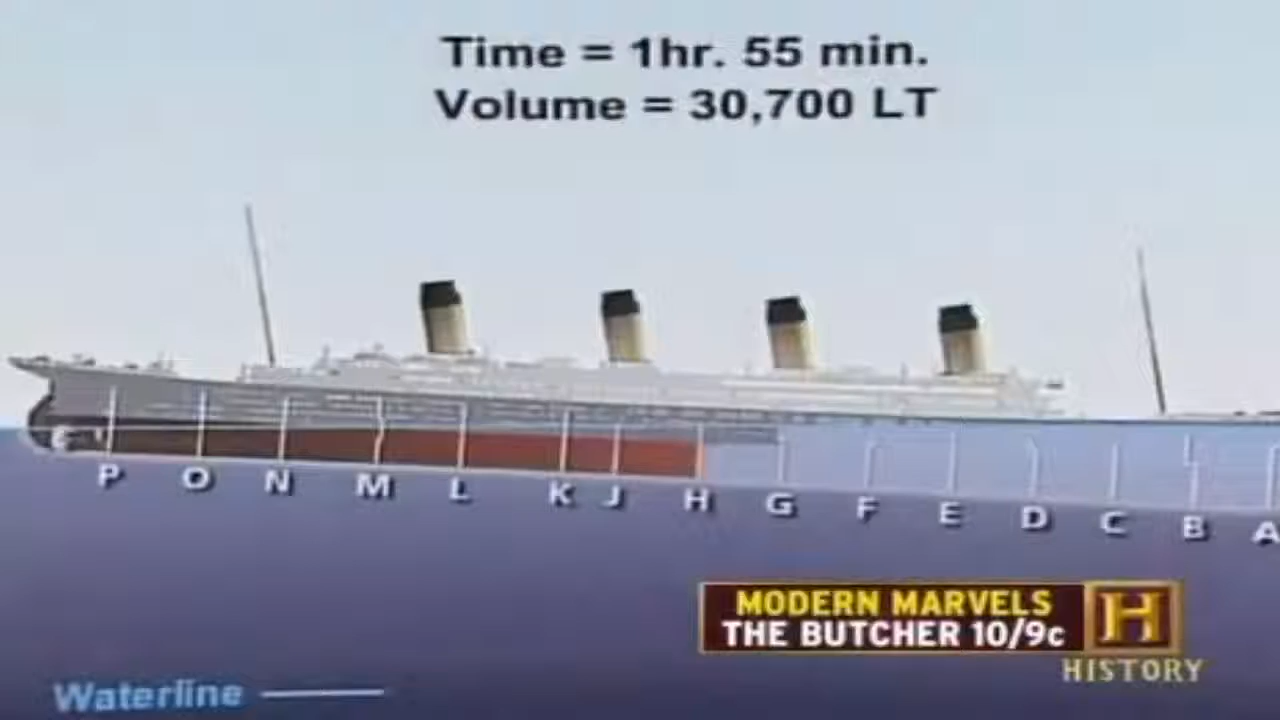 Time = 1hr. 55 min.
Volume = 30,700 LT
P O N M L K J H G F E D C B A
MODERN MARVELS
THE BUTCHER 10/9c
H
HISTORY
Waterline